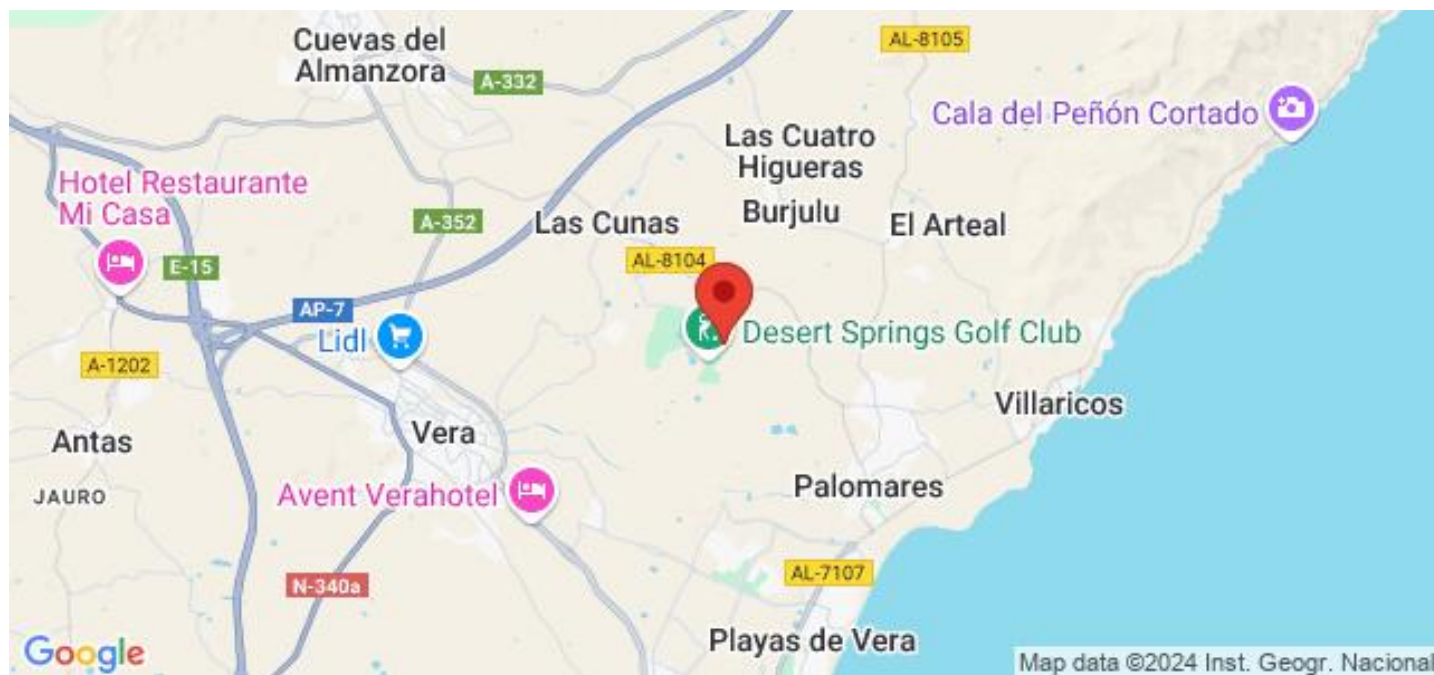 Cuevas del
Almanzora
AL-8105
A-332
Cala del Peñón Cortado
Las Cuatro
Higueras
Hotel Restaurante
Mi Casa
A-352
Las Cunas
Burjulu
El Arteal
AL-8104
E-15
AP-7
Lidl
Desert Springs Golf Club
A-1202
Villaricos
Antas
Vera
JAURO
Avent Verahotel
Palomares
N-340a
AL-7107
Playas de Vera
Google
Map data ©2024 Inst. Geogr. Nacional